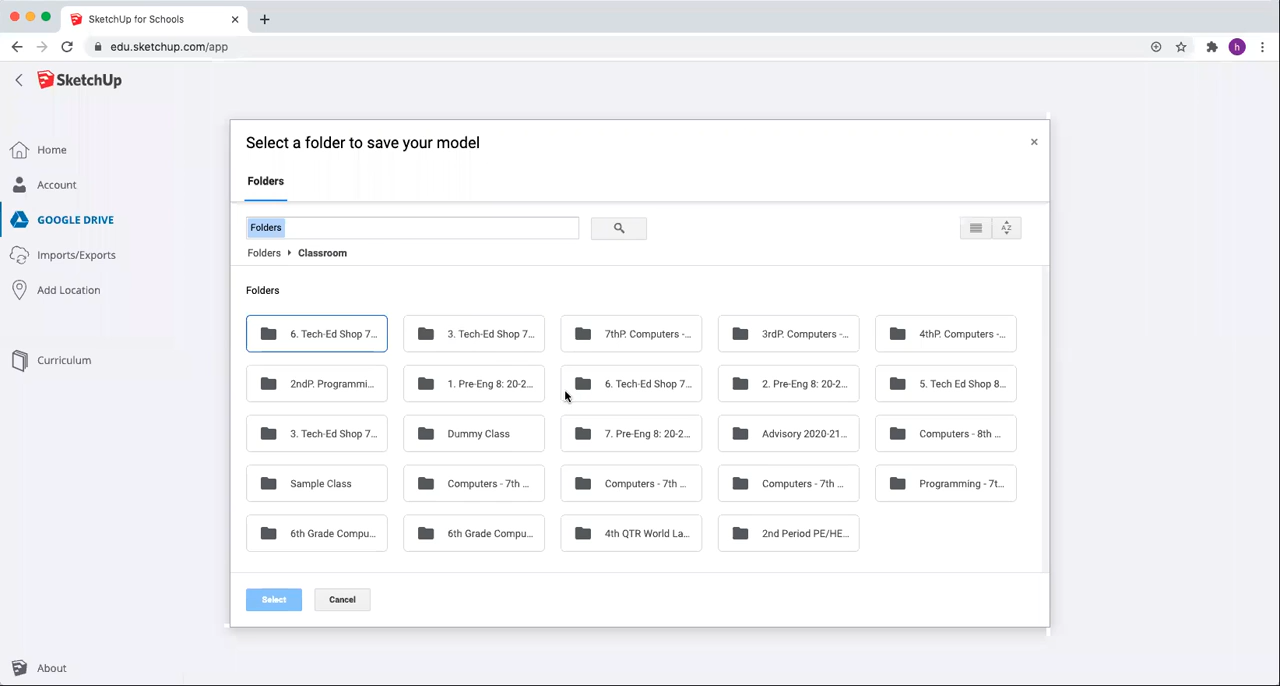 SketchUp for Schools
edu.sketchup.com/app
h
SketchUp
Home
Account
GOOGLE DRIVE
Imports/Exports
Add Location
Curriculum
About
Select a folder to save your model
Folders
Folders
Folders Classroom
A-Z
Folders
6. Tech-Ed Shop 7...
3. Tech-Ed Shop 7...
7thP. Computers -...
3rdP. Computers -...
4thP. Computers -...
2ndP. Programmi...
1. Pre-Eng 8: 20-2...
6. Tech-Ed Shop 7...
2. Pre-Eng 8: 20-2...
5. Tech Ed Shop 8...
3. Tech-Ed Shop 7...
Dummy Class
7. Pre-Eng 8: 20-2...
Advisory 2020-21...
Computers - 8th ...
Sample Class
Computers - 7th ...
Computers - 7th ...
Computers - 7th ...
Programming - 7t...
6th Grade Compu...
6th Grade Compu...
4th QTR World La...
2nd Period PE/HE...
Select
Cancel